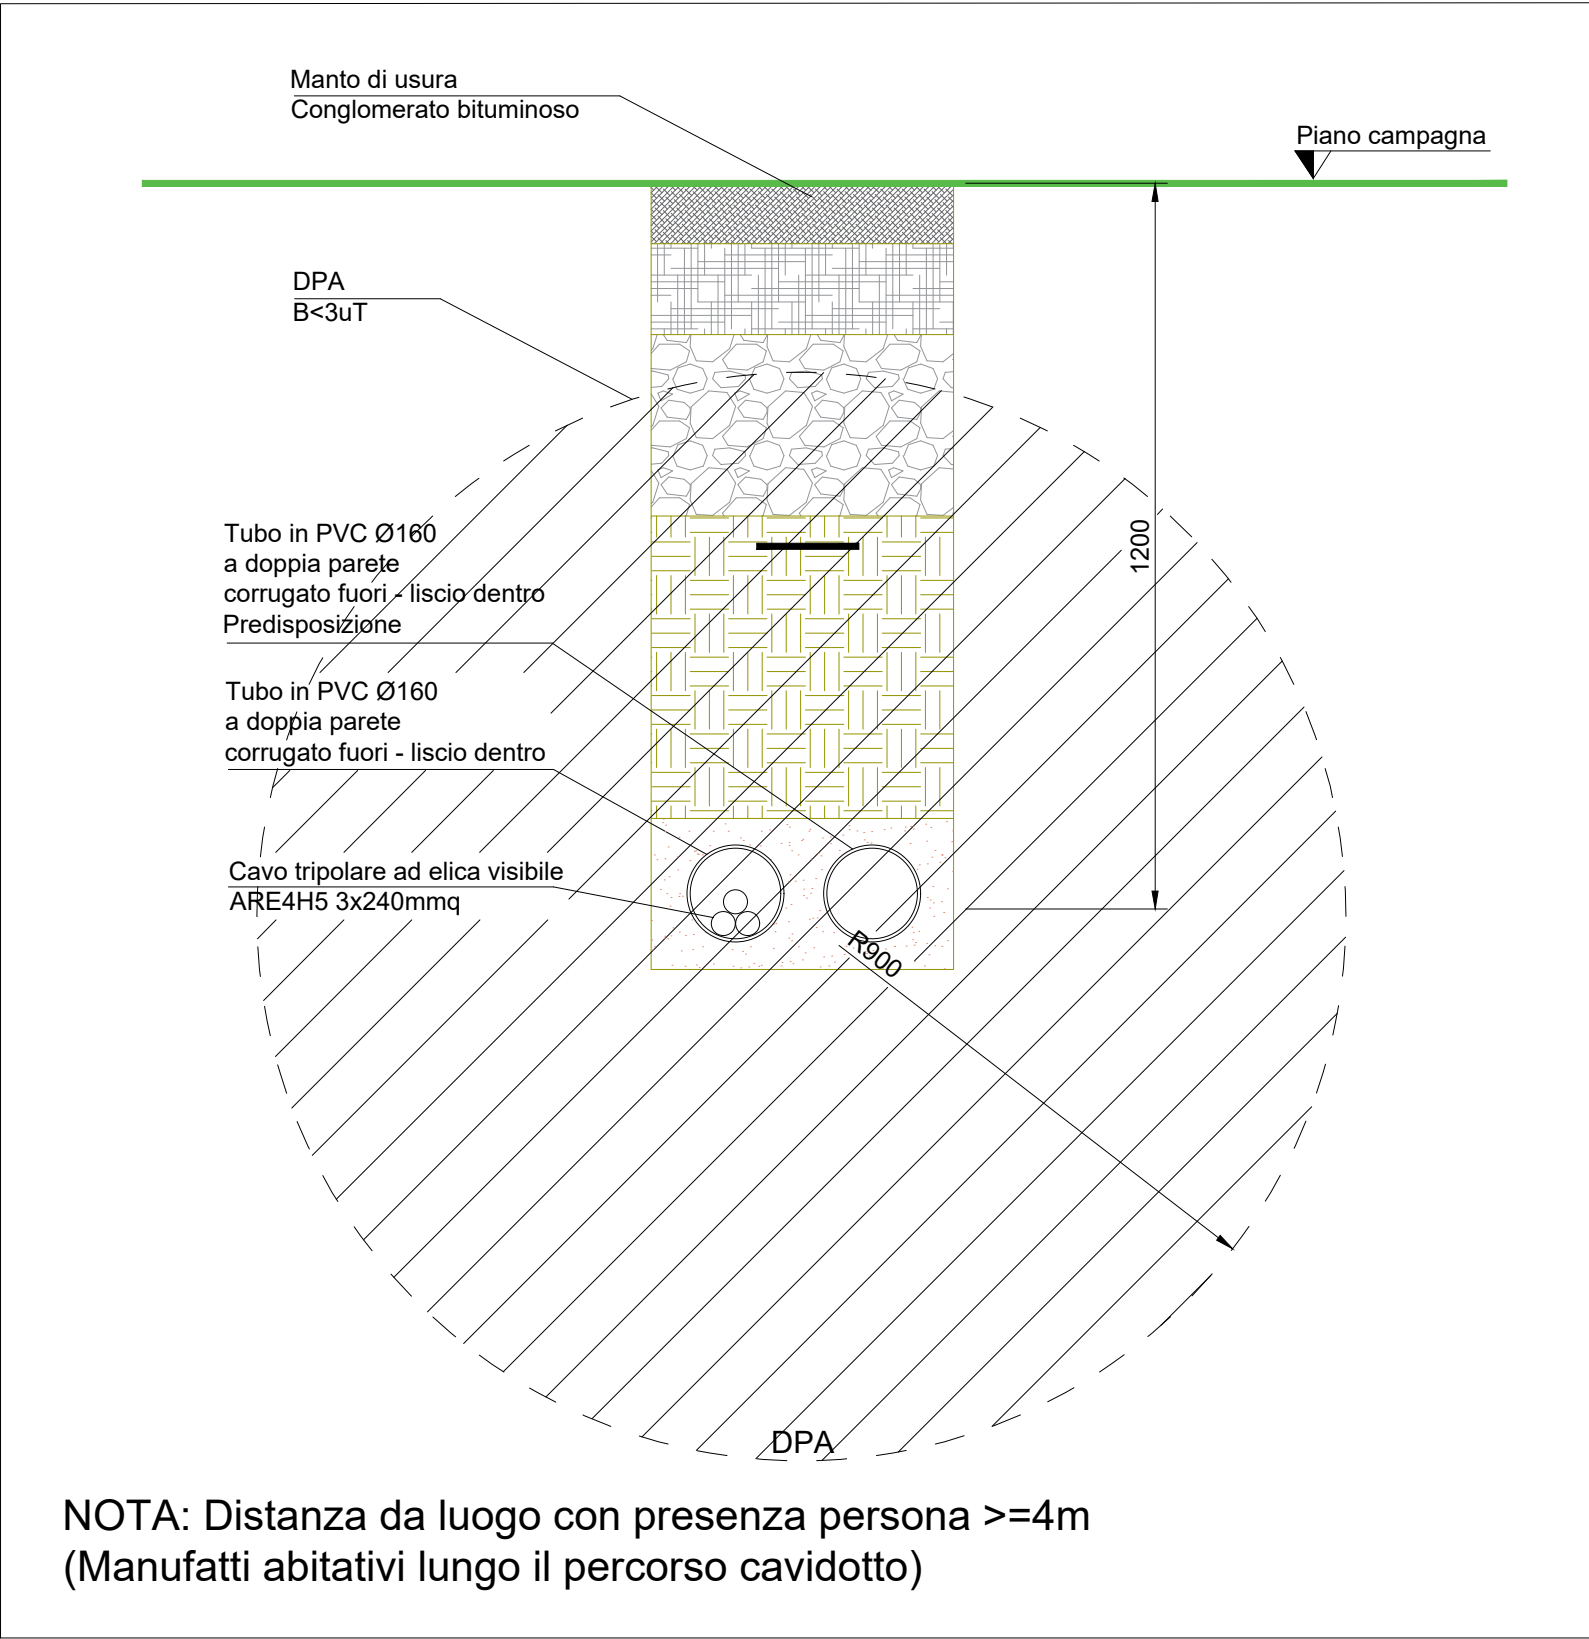 Manto di usura
Conglomerato bituminoso
Piano campagna
DPA
B<3uT
Tubo in PVC Ø160
a doppia parete
corrugato fuori - liscio dentro
Predisposizione
1200
Tubo in PVC Ø160
a doppia parete
corrugato fuori - liscio dentro
Cavo tripolare ad elica visibile
ARE4H5 3x240mmq
R900
DPA
NOTA: Distanza da luogo con presenza persona >=4m
(Manufatti abitativi lungo il percorso cavidotto)